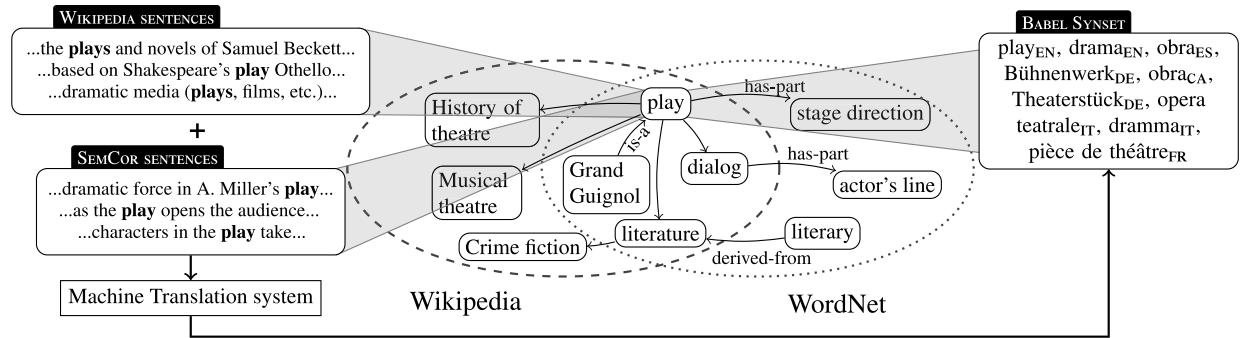 WIKIPEDIA SENTENCES
...the plays and novels of Samuel Beckett...
...based on Shakespeare's play Othello...
...dramatic media (plays, films, etc.)...
+
SEMCOR SENTENCES
...dramatic force in A. Miller's play...
...as the play opens the audience...
...characters in the play take...
Machine Translation system
History of
theatre
Musical
theatre
Crime fiction
play
is-a
Grand
Guignol
literature
dialog
has-part
stage direction
has-part
actor's line
literary
derived-from
Wikipedia
WordNet
BABEL SYNSET
playEN, dramaEN, obraES,
BühnenwerkDE, obraCA,
TheaterstückDE, opera
teatraleIT, drammaIT,
pièce de théâtreFR